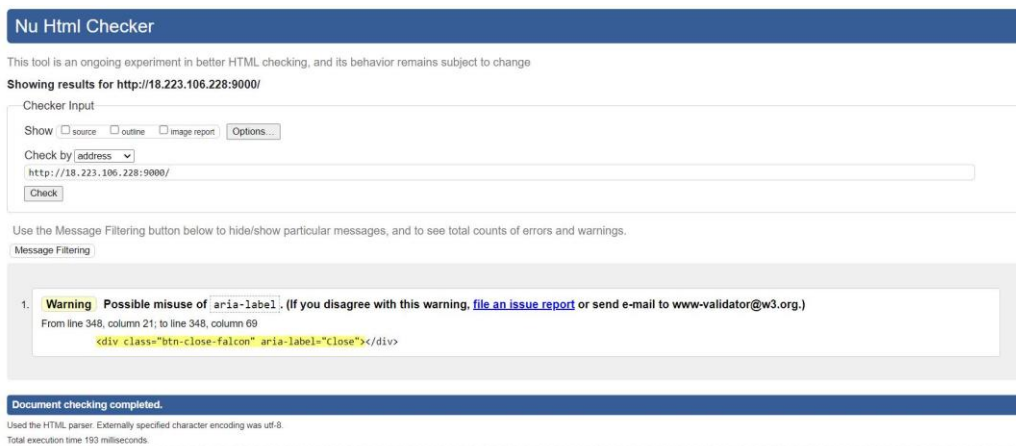 Nu Html Checker
This tool is an ongoing experiment in better HTML checking, and its behavior remains subject to change
Showing results for http://18.223.106.228:9000/
Checker Input
Show source outline image report Options...
Check by address
http://18.223.106.228:9000/
Check
Use the Message Filtering button below to hide/show particular messages, and to see total counts of errors and warnings.
Message Filtering
1. Warning Possible misuse of aria-label. (If you disagree with this warning, file an issue report or send e-mail to www-validator@w3.org.)
From line 348, column 21; to line 348, column 69
<div class="btn-close-falcon" aria-label="Close"></div>
Document checking completed.
Used the HTML parser. Externally specified character encoding was utf-8.
Total execution time 193 milliseconds.